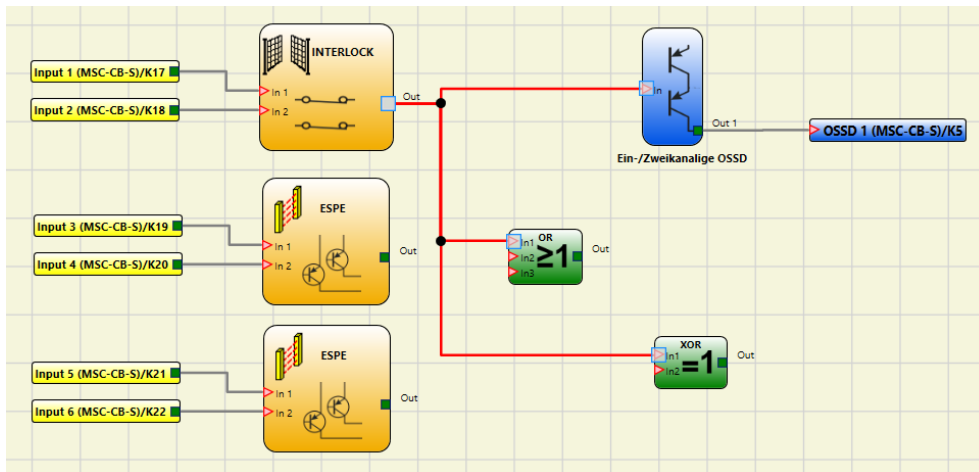 INTERLOCK
Input 1 (MSC-CB-S)/K17
In 1
Out
Input 2 (MSC-CB-S)/K18
In 2
In
Out 1
OSSD 1 (MSC-CB-S)/K5
Ein-/Zweikanalige OSSD
ESPE
Input 3 (MSC-CB-S)/K19
In 1
Out
Input 4 (MSC-CB-S)/K20
In 2
OR
In1
In2
In3
≥1
Out
ESPE
Input 5 (MSC-CB-S)/K21
In 1
Out
Input 6 (MSC-CB-S)/K22
In 2
XOR
In1
In2
=1
Out